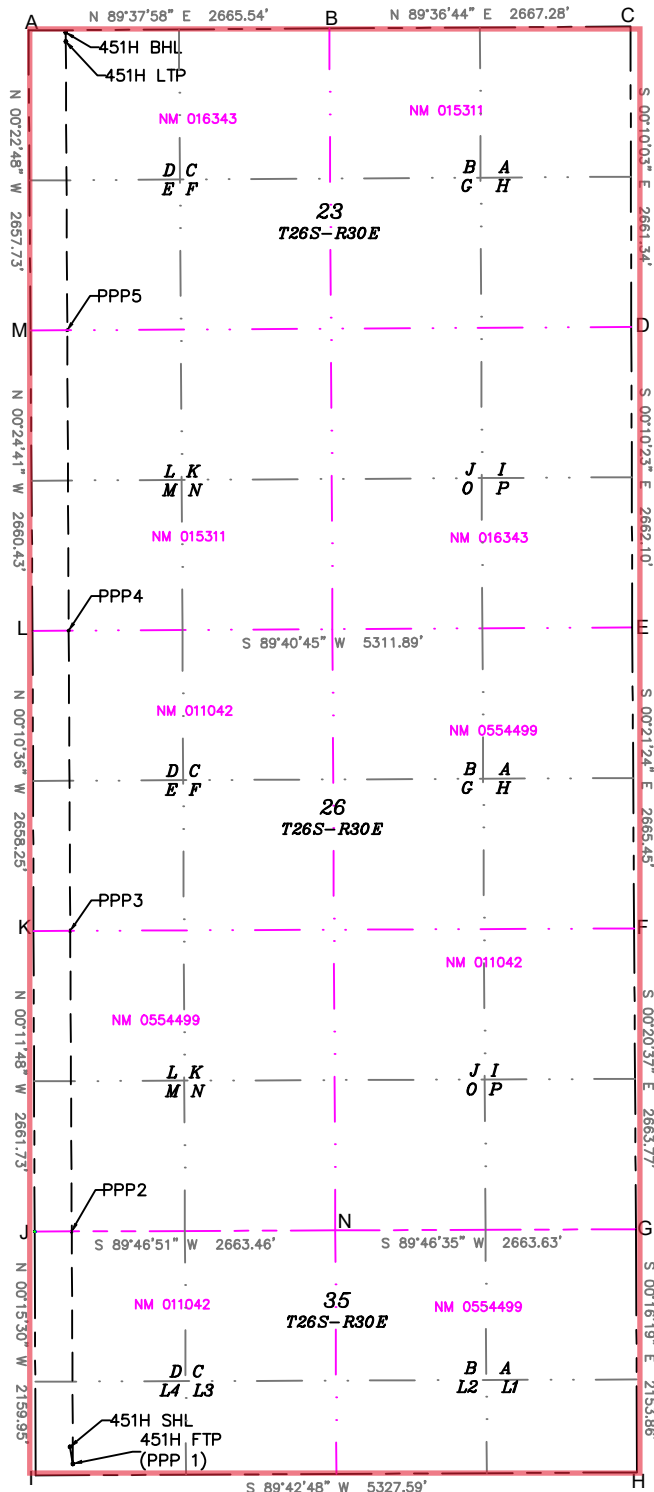 N 89°37'58" E 2665.54'
N 89°36'44" E 2667.28'
A
B
C
451H BHL
451H LTP
N 00°22'48" W 2657.73'
S 00°10'03" E 2661.34'
NM 016343
NM 015311
D C
E F
B A
G H
23
T26S-R30E
PPP5
M
D
N 00°24'41" W 2660.43'
S 00°10'23" E 2662.10'
L K
M N
J I
O P
NM 015311
NM 016343
PPP4
L
E
S 89°40'45" W 5311.89'
N 00°10'36" W 2658.25'
S 00°21'24" E 2665.45'
NM 011042
NM 0554499
D C
E F
B A
G H
26
T26S-R30E
PPP3
K
F
NM 011042
NM 0554499
N 00°11'48" W 2661.73'
S 00°20'37" E 2663.77'
L K
M N
J I
O P
PPP2
J
N
G
S 89°46'51" W 2663.46'
S 89°46'35" W 2663.63'
N 00°15'30" W 2159.95'
S 00°16'19" E 2153.86'
35
T26S-R30E
NM 011042
NM 0554499
D C
L4 L3
B A
L2 L1
451H SHL
451H FTP
(PPP 1)
I
H
S 89°42'48" W 5327.59'